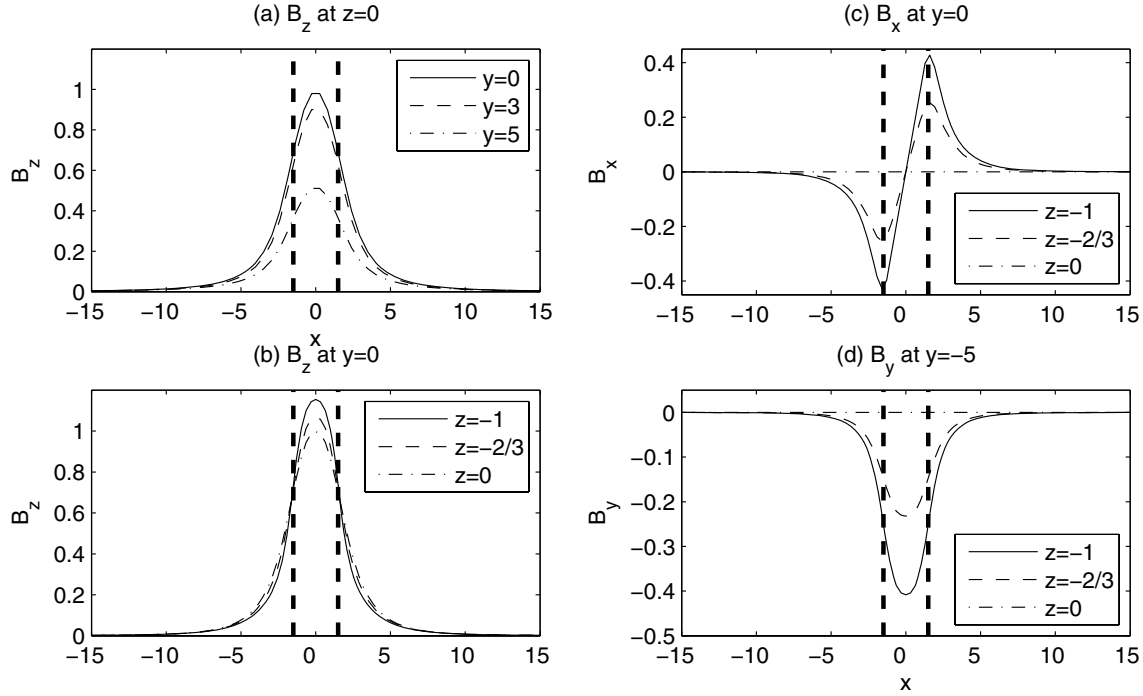 (a) B_z at z=0
B_z
1
0.8
0.6
0.4
0.2
0
−15 −10 −5 0 5 10 15
x
y=0
y=3
y=5
(b) B_z at y=0
B_z
1
0.8
0.6
0.4
0.2
0
−15 −10 −5 0 5 10 15
z=−1
z=−2/3
z=0
(c) B_x at y=0
B_x
0.4
0.2
0
−0.2
−0.4
−15 −10 −5 0 5 10 15
z=−1
z=−2/3
z=0
(d) B_y at y=−5
B_y
0
−0.1
−0.2
−0.3
−0.4
−0.5
−15 −10 −5 0 5 10 15
x
z=−1
z=−2/3
z=0